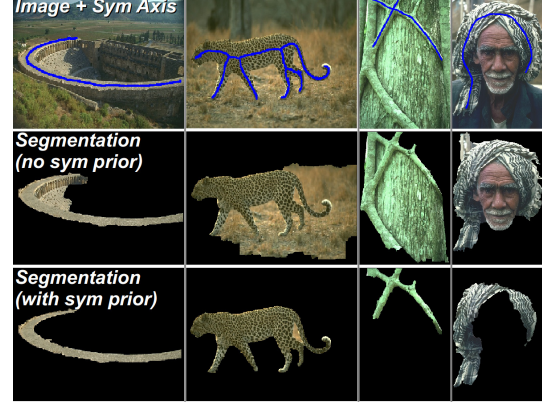 Image + Sym Axis
Segmentation
(no sym prior)
Segmentation
(with sym prior)